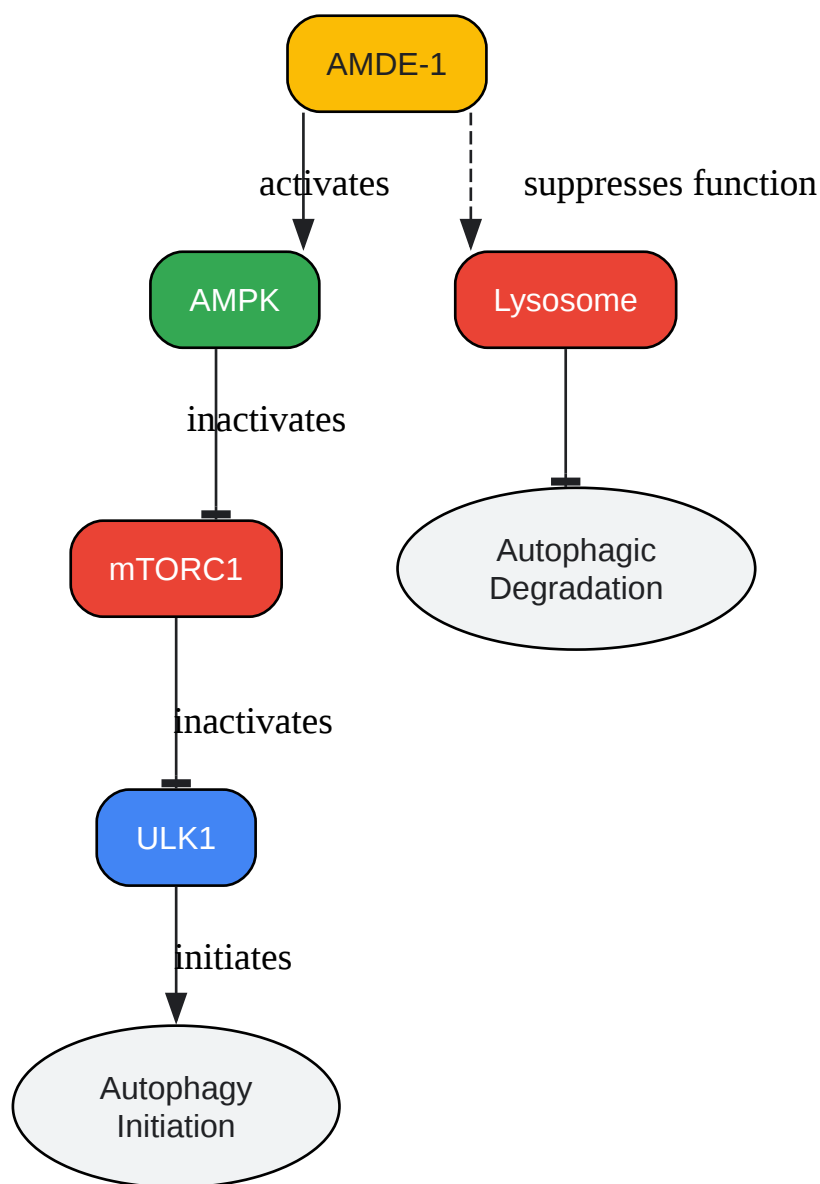 AMDE-1
activates
suppresses function
AMPK
Lysosome
inactivates
Autophagic
Degradation
mTORC1
inactivates
ULK1
initiates
Autophagy
Initiation